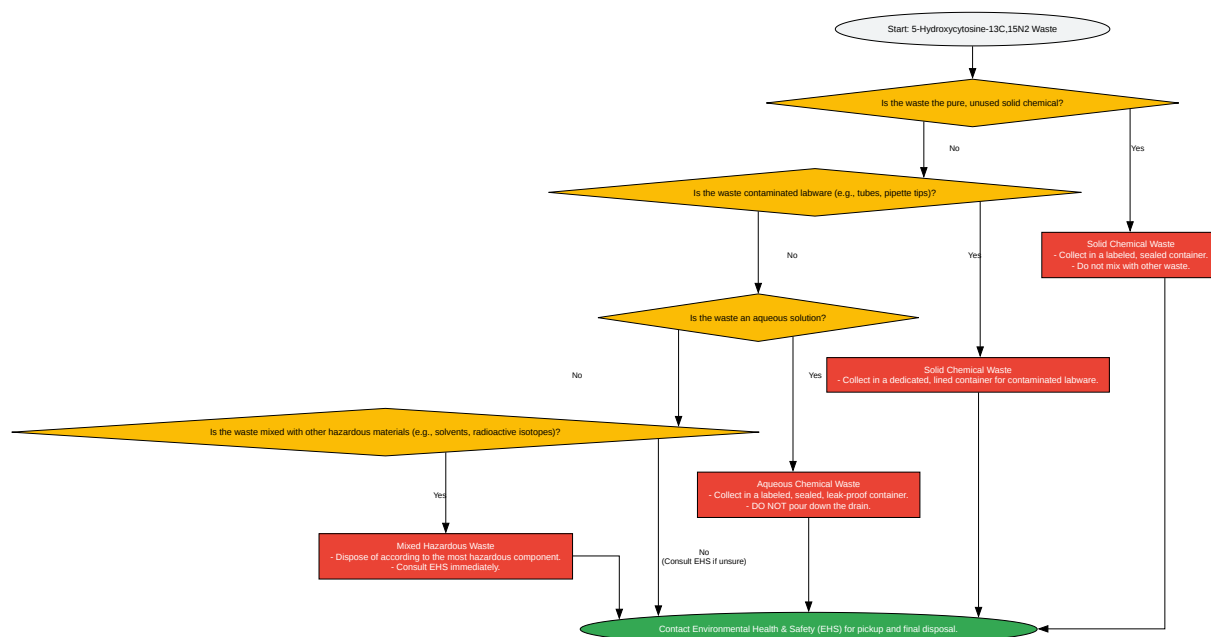 Start: 5-Hydroxycytosine-13C,15N2 Waste
Is the waste the pure, unused solid chemical?
No
Yes
Is the waste contaminated labware (e.g., tubes, pipette tips)?
Solid Chemical Waste
- Collect in a labeled, sealed container.
- Do not mix with other waste.
No
Yes
Is the waste an aqueous solution?
Solid Chemical Waste
- Collect in a dedicated, lined container for contaminated labware.
No
Yes
Is the waste mixed with other hazardous materials (e.g., solvents, radioactive isotopes)?
Aqueous Chemical Waste
- Collect in a labeled, sealed, leak-proof container.
- DO NOT pour down the drain.
Yes
Mixed Hazardous Waste
- Dispose of according to the most hazardous component.
- Consult EHS immediately.
No
(Consult EHS if unsure)
Contact Environmental Health & Safety (EHS) for pickup and final disposal.